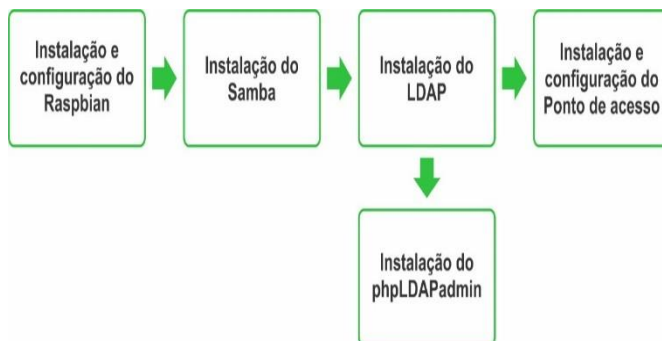 Instalação e
configuração do
Raspbian
Instalação do
Samba
Instalação do
LDAP
Instalação e
configuração do
Ponto de acesso
Instalação do
phpLDAPadmin